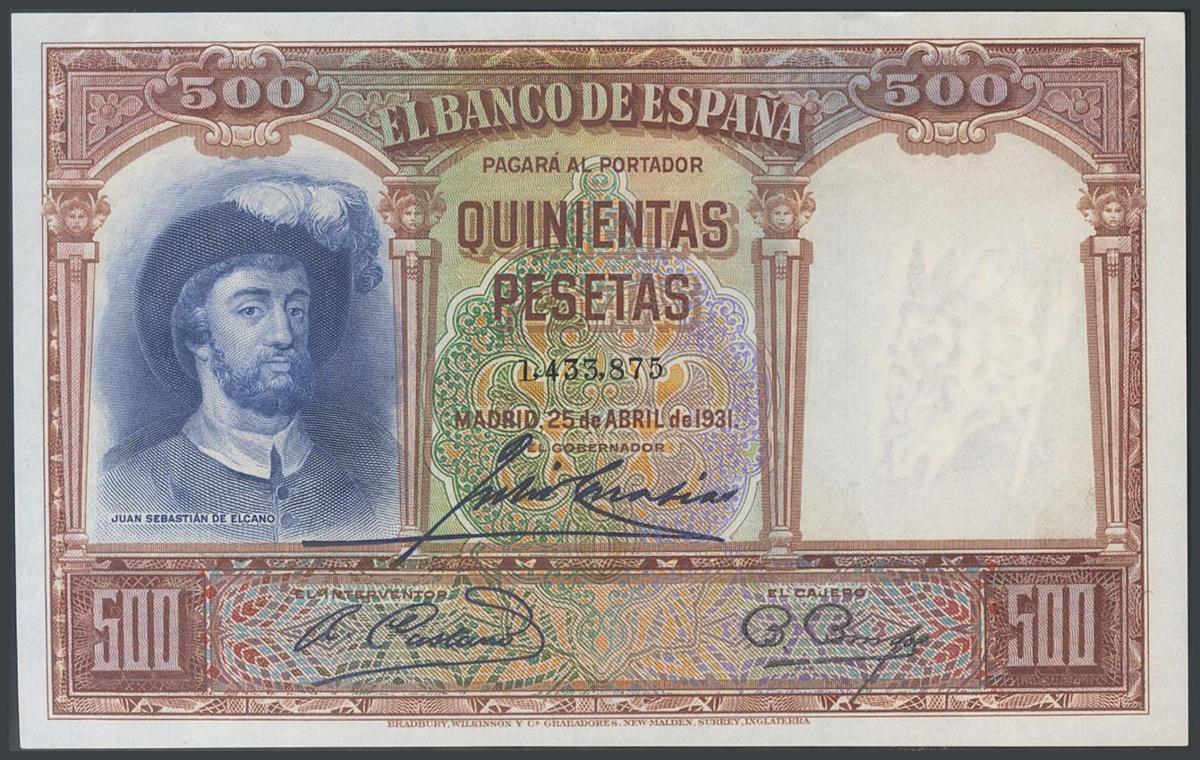 500 500
EL BANCO DE ESPAÑA
PAGARÁ AL PORTADOR
QUINIENTAS
PESETAS
1,433,875
MADRID, 25 de ABRIL de 1931.
EL GOBERNADOR
JUAN SEBASTIÁN DE ELCANO
EL INTERVENTOR EL CAJERO
500 500
BRADBURY, WILKINSON Y Cª GRABADORES. NEW MALDEN, SURREY, INGLATERRA